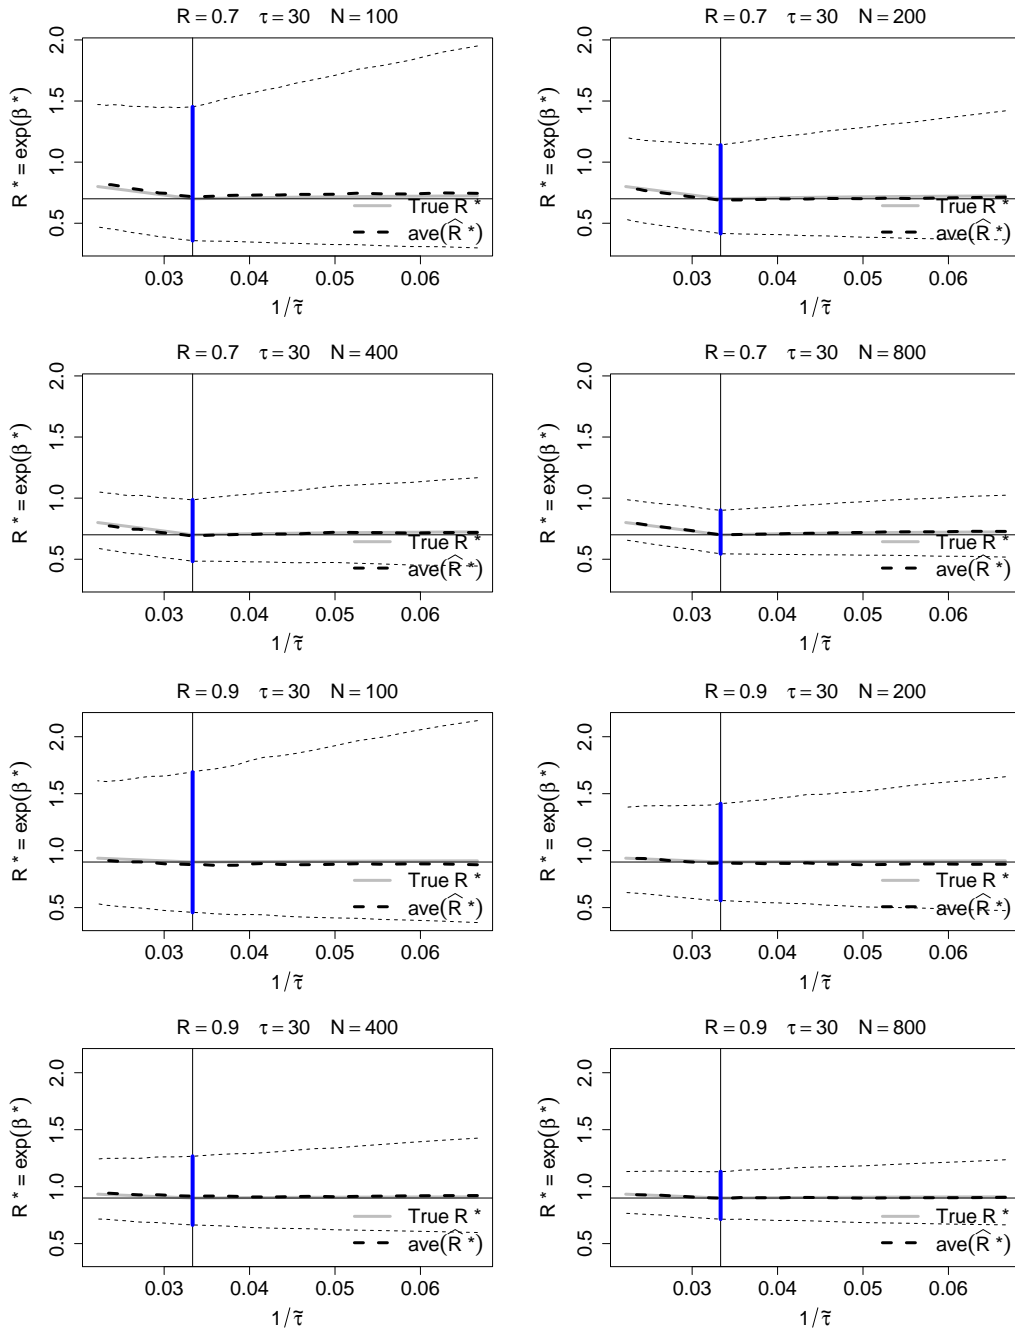 R = 0.7 τ = 30 N = 100
R* = exp(β*)
2.0
1.5
1.0
0.5
True R*
ave(R̂*)
0.03 0.04 0.05 0.06
1/τ̃
R = 0.7 τ = 30 N = 200
R* = exp(β*)
2.0
1.5
1.0
0.5
True R*
ave(R̂*)
0.03 0.04 0.05 0.06
1/τ̃
R = 0.7 τ = 30 N = 400
R* = exp(β*)
2.0
1.5
1.0
0.5
True R*
ave(R̂*)
0.03 0.04 0.05 0.06
1/τ̃
R = 0.7 τ = 30 N = 800
R* = exp(β*)
2.0
1.5
1.0
0.5
True R*
ave(R̂*)
0.03 0.04 0.05 0.06
1/τ̃
R = 0.9 τ = 30 N = 100
R* = exp(β*)
2.0
1.5
1.0
0.5
True R*
ave(R̂*)
0.03 0.04 0.05 0.06
1/τ̃
R = 0.9 τ = 30 N = 200
R* = exp(β*)
2.0
1.5
1.0
0.5
True R*
ave(R̂*)
0.03 0.04 0.05 0.06
1/τ̃
R = 0.9 τ = 30 N = 400
R* = exp(β*)
2.0
1.5
1.0
0.5
True R*
ave(R̂*)
0.03 0.04 0.05 0.06
1/τ̃
R = 0.9 τ = 30 N = 800
R* = exp(β*)
2.0
1.5
1.0
0.5
True R*
ave(R̂*)
0.03 0.04 0.05 0.06
1/τ̃